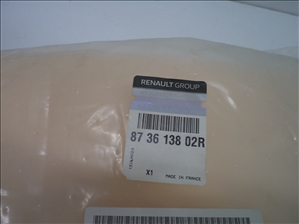 RENAULT GROUP
87 36 138 02R
X1
MADE IN FRANCE